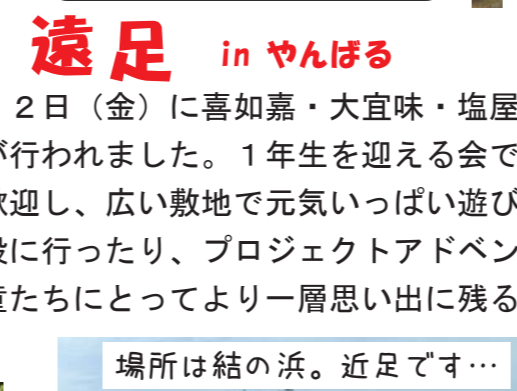 遠足 in やんばる
２日（金）に喜如嘉・大宜味・塩屋
が行われました。１年生を迎える会で
歓迎し、広い敷地で元気いっぱい遊び
に行ったり、プロジェクトアドベン
童たちにとってより一層思い出に残る
場所は結の浜。近足です…